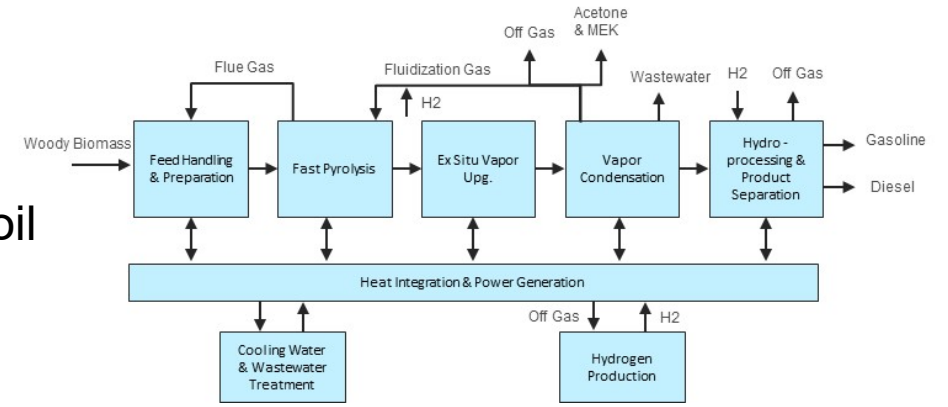 Acetone
& MEK
Off Gas
Flue Gas
Fluidization Gas
Wastewater
H2
Off Gas
H2
Woody Biomass
Feed Handling
& Preparation
Fast Pyrolysis
Ex Situ Vapor
Upg.
Vapor
Condensation
Hydro -
processing &
Product
Separation
Gasoline
Diesel
oil
Heat Integration & Power Generation
Off Gas
H2
Cooling Water
& Wastewater
Treatment
Hydrogen
Production